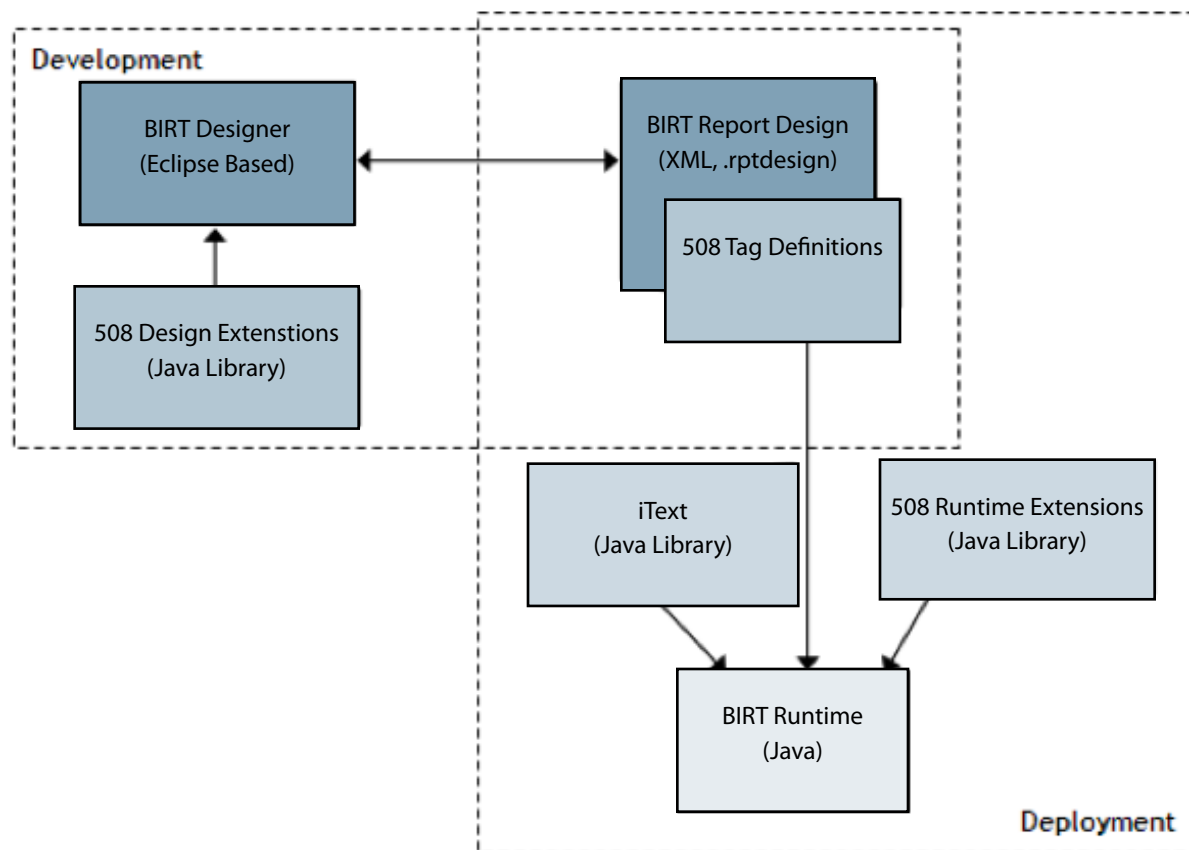 Development
BIRT Designer
(Eclipse Based)
BIRT Report Design
(XML, .rptdesign)
508 Tag Definitions
508 Design Extenstions
(Java Library)
iText
(Java Library)
508 Runtime Extensions
(Java Library)
BIRT Runtime
(Java)
Deployment